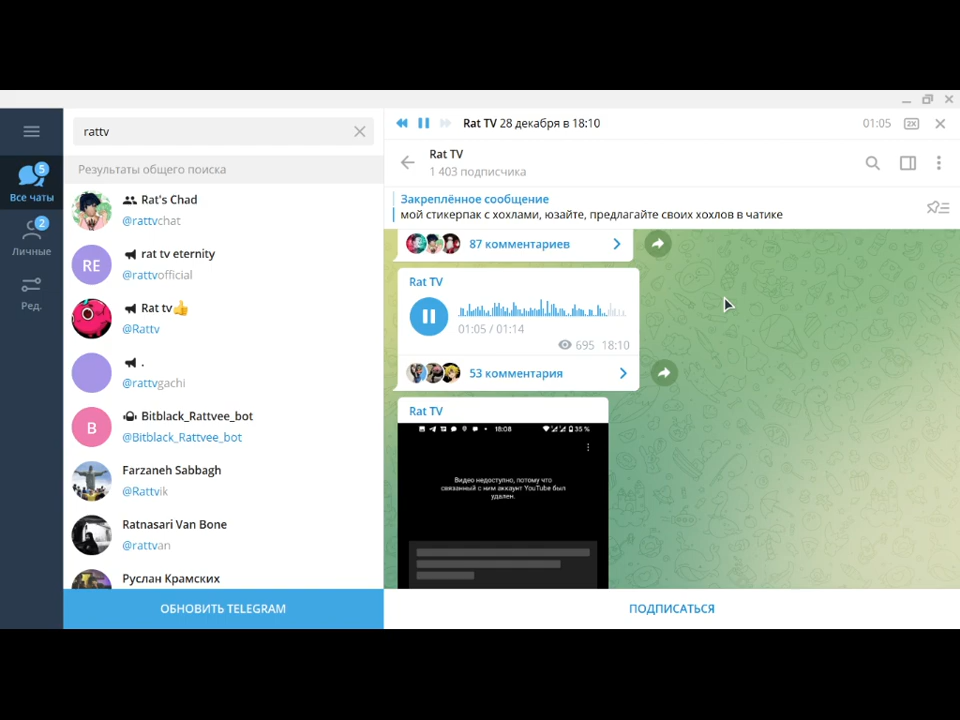 rattv
Результаты общего поиска
5
Все чаты
2
Личные
Ред.
Rat's Chad
@rattvchat
RE
rat tv eternity
@rattvofficial
Rat tv👍
@Rattv
.
@rattvgachi
B
Bitblack_Rattvee_bot
@Bitblack_Rattvee_bot
Farzaneh Sabbagh
@Rattvik
Ratnasari Van Bone
@rattvan
Руслан Крамских
ОБНОВИТЬ TELEGRAM
Rat TV 28 декабря в 18:10
01:05
2X
Rat TV
1 403 подписчика
Закреплённое сообщение
мой стикерпак с хохлами, юзайте, предлагайте своих хохлов в чатике
87 комментариев
Rat TV
01:05 / 01:14
695 18:10
53 комментария
Rat TV
18:08
35 %
Видео недоступно, потому что
связанный с ним аккаунт YouTube был
удален.
ПОДПИСАТЬСЯ